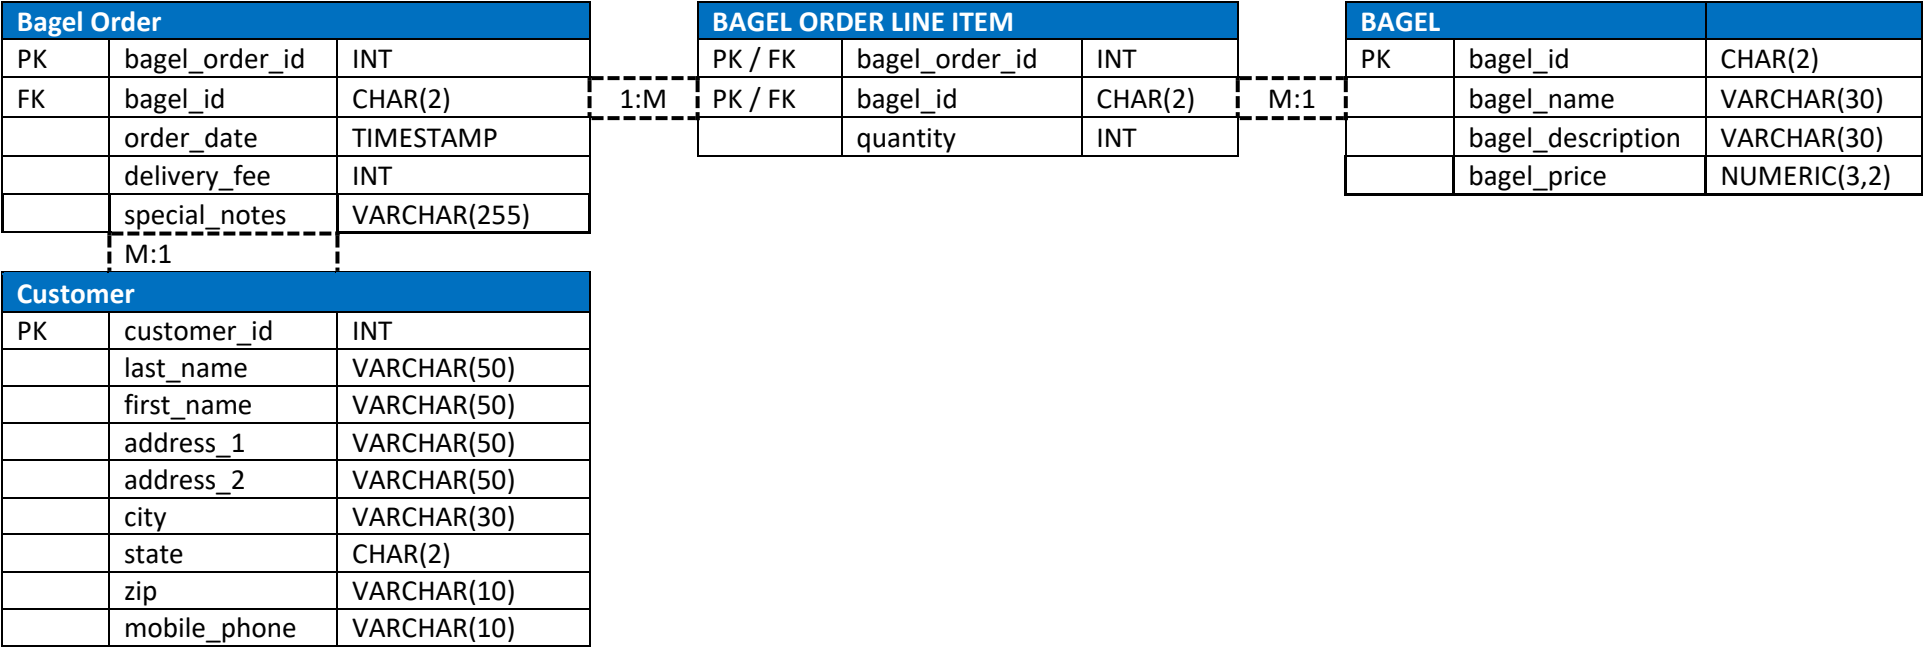 Bagel Order
PK bagel_order_id INT
FK bagel_id CHAR(2)
order_date TIMESTAMP
delivery_fee INT
special_notes VARCHAR(255)
1:M
BAGEL ORDER LINE ITEM
PK / FK bagel_order_id INT
PK / FK bagel_id CHAR(2)
quantity INT
M:1
BAGEL
PK bagel_id CHAR(2)
bagel_name VARCHAR(30)
bagel_description VARCHAR(30)
bagel_price NUMERIC(3,2)
M:1
Customer
PK customer_id INT
last_name VARCHAR(50)
first_name VARCHAR(50)
address_1 VARCHAR(50)
address_2 VARCHAR(50)
city VARCHAR(30)
state CHAR(2)
zip VARCHAR(10)
mobile_phone VARCHAR(10)